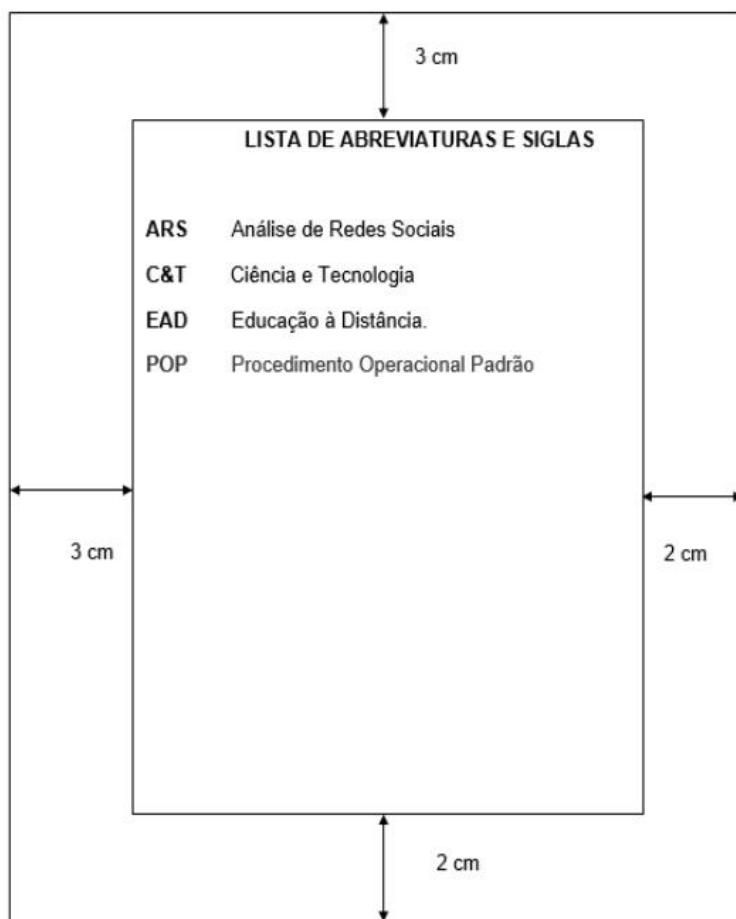 3 cm
LISTA DE ABREVIATURAS E SIGLAS
ARS Análise de Redes Sociais
C&T Ciência e Tecnologia
EAD Educação à Distância.
POP Procedimento Operacional Padrão
3 cm
2 cm
2 cm